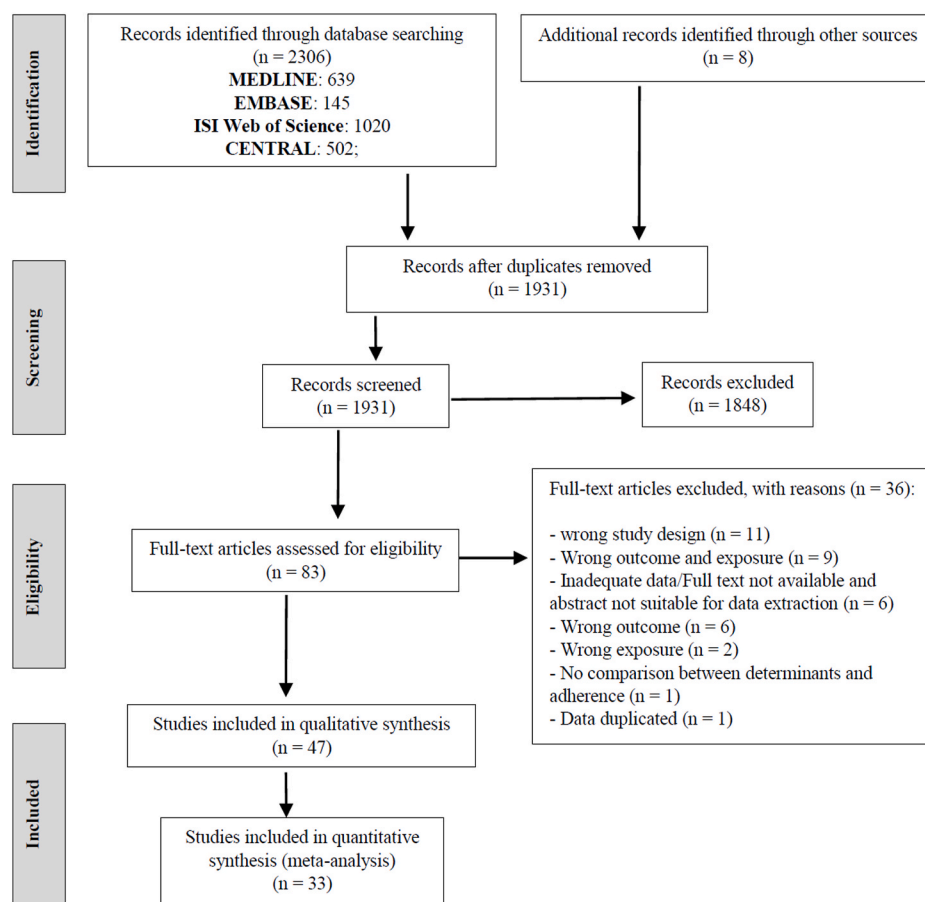 Identification
Records identified through database searching
(n = 2306)
MEDLINE: 639
EMBASE: 145
ISI Web of Science: 1020
CENTRAL: 502;
Additional records identified through other sources
(n = 8)
Screening
Records after duplicates removed
(n = 1931)
Records screened
(n = 1931)
Records excluded
(n = 1848)
Eligibility
Full-text articles assessed for eligibility
(n = 83)
Full-text articles excluded, with reasons (n = 36):
- wrong study design (n = 11)
- Wrong outcome and exposure (n = 9)
- Inadequate data/Full text not available and
abstract not suitable for data extraction (n = 6)
- Wrong outcome (n = 6)
- Wrong exposure (n = 2)
- No comparison between determinants and
adherence (n = 1)
- Data duplicated (n = 1)
Included
Studies included in qualitative synthesis
(n = 47)
Studies included in quantitative
synthesis (meta-analysis)
(n = 33)